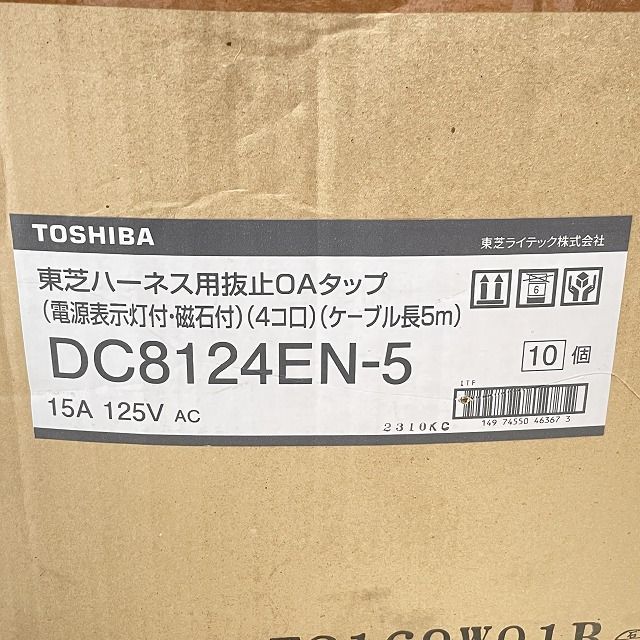 TOSHIBA
東芝ライテック株式会社
東芝ハーネス用抜止OAタップ
(電源表示灯付・磁石付)(4コ口)(ケーブル長5m)
6
DC8124EN-5
10 個
15A 125V AC
ITF
2310KC
149 74550 46367 3